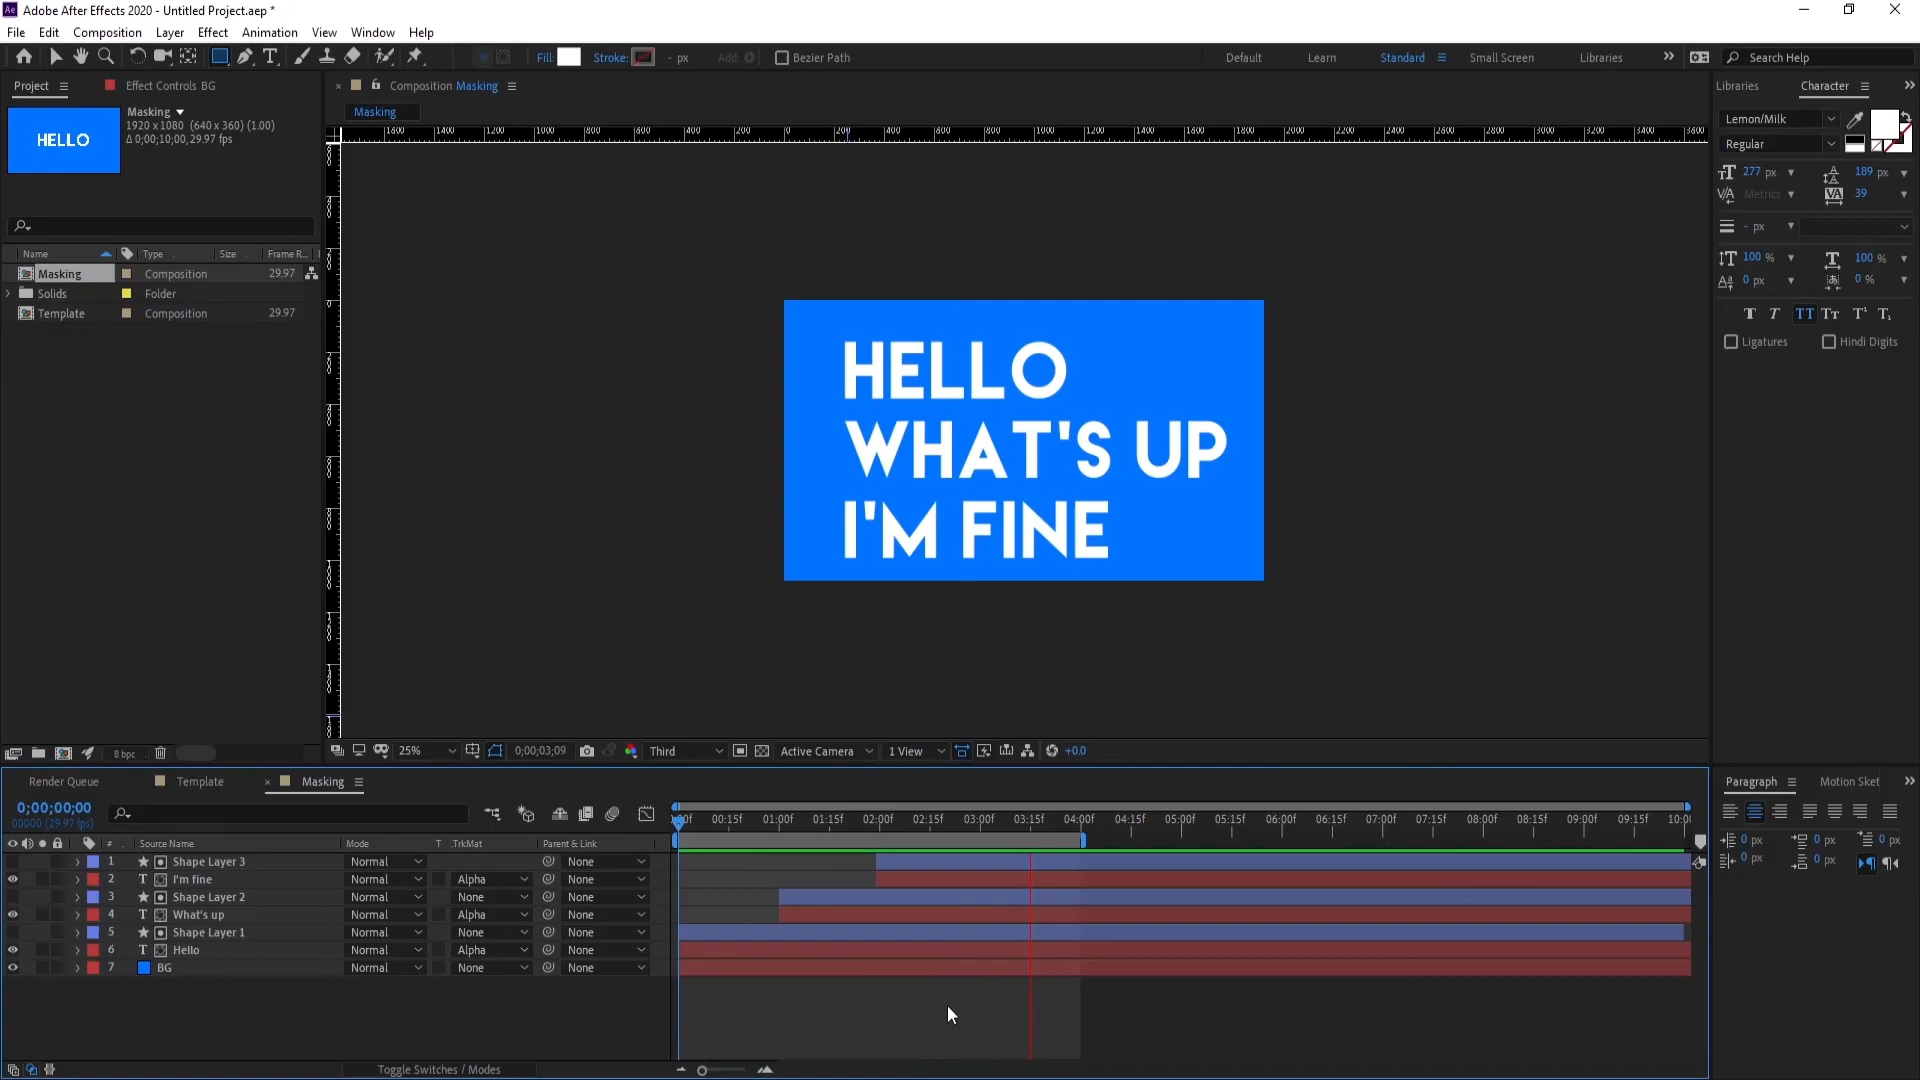 Adobe After Effects 2020 - Untitled Project.aep *
File Edit Composition Layer Effect Animation View Window Help
Fill: Stroke: - px Add: Bezier Path Default Learn Standard Small Screen Libraries Search Help
Project Effect Controls BG
Composition Masking
Libraries Character
Masking
1920 x 1080 (640 x 360) (1.00)
Δ 0;00;10;00, 29.97 fps
HELLO
Masking
Lemon/Milk
Regular
277 px 189 px
Metrics 39
- px
100 % 100 %
0 px 0 %
Ligatures Hindi Digits
Name Type Size Frame R...
Masking Composition 29.97
Solids Folder
Template Composition 29.97
HELLO
WHAT'S UP
I'M FINE
8 bpc
25% 0;00;03;09 Third Active Camera 1 View +0.0
Render Queue Template Masking
0;00;00;00
00000 (29.97 fps)
00:15f 01:00f 01:15f 02:00f 02:15f 03:00f 03:15f 04:00f 04:15f 05:00f 05:15f 06:00f 06:15f 07:00f 07:15f 08:00f 08:15f 09:00f 09:15f 10:0
# Source Name Mode T .TrkMat Parent & Link
1 Shape Layer 3 Normal None
2 T I'm fine Normal Alpha None
3 Shape Layer 2 Normal None None
4 T What's up Normal Alpha None
5 Shape Layer 1 Normal None None
6 T Hello Normal Alpha None
7 BG Normal None None
Toggle Switches / Modes
Paragraph Motion Sket
0 px 0 px 0 px
0 px 0 px